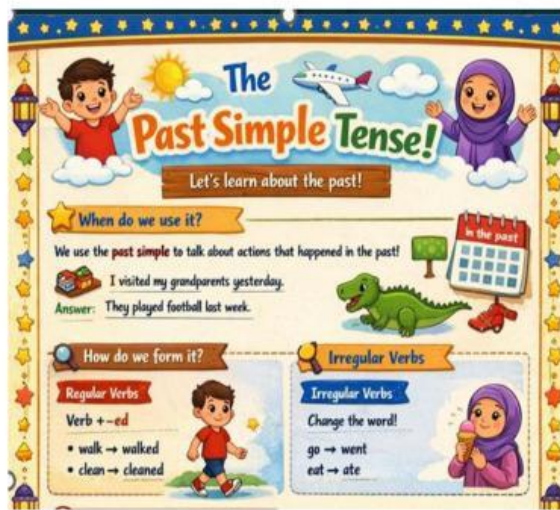 The
Past Simple Tense!
Let's learn about the past!
When do we use it?
We use the past simple to talk about actions that happened in the past!
in the past
I visited my grandparents yesterday.
Answer: They played football last week.
How do we form it?
Regular Verbs
Verb + -ed
• walk → walked
• clean → cleaned
Irregular Verbs
Irregular Verbs
Change the word!
go → went
eat → ate